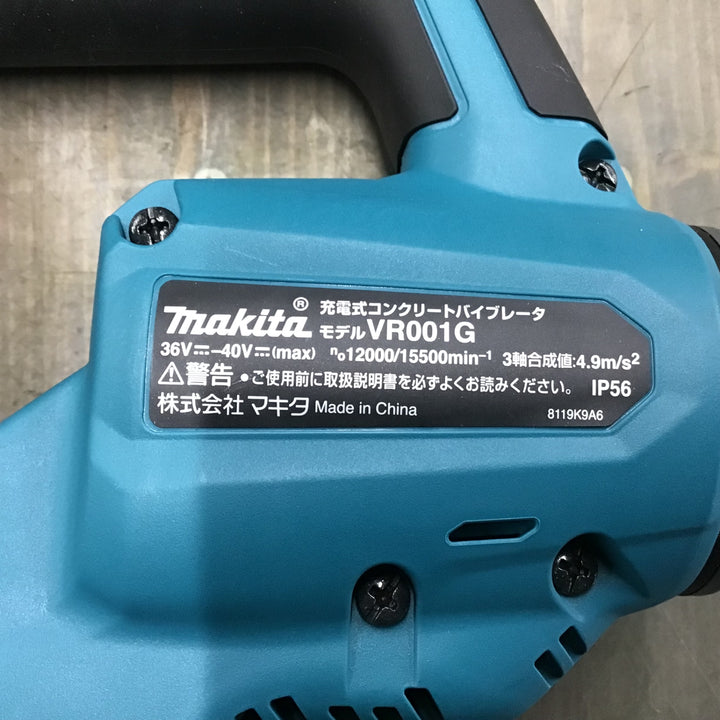 makita® 充電式コンクリートバイブレータ
モデルVR001G
36V⎓–40V⎓(max) n₀12000/15500min⁻¹ 3軸合成値:4.9m/s²
⚠警告 •ご使用前に取扱説明書を必ずよくお読みください。 IP56
株式会社マキタ Made in China 8119K9A6